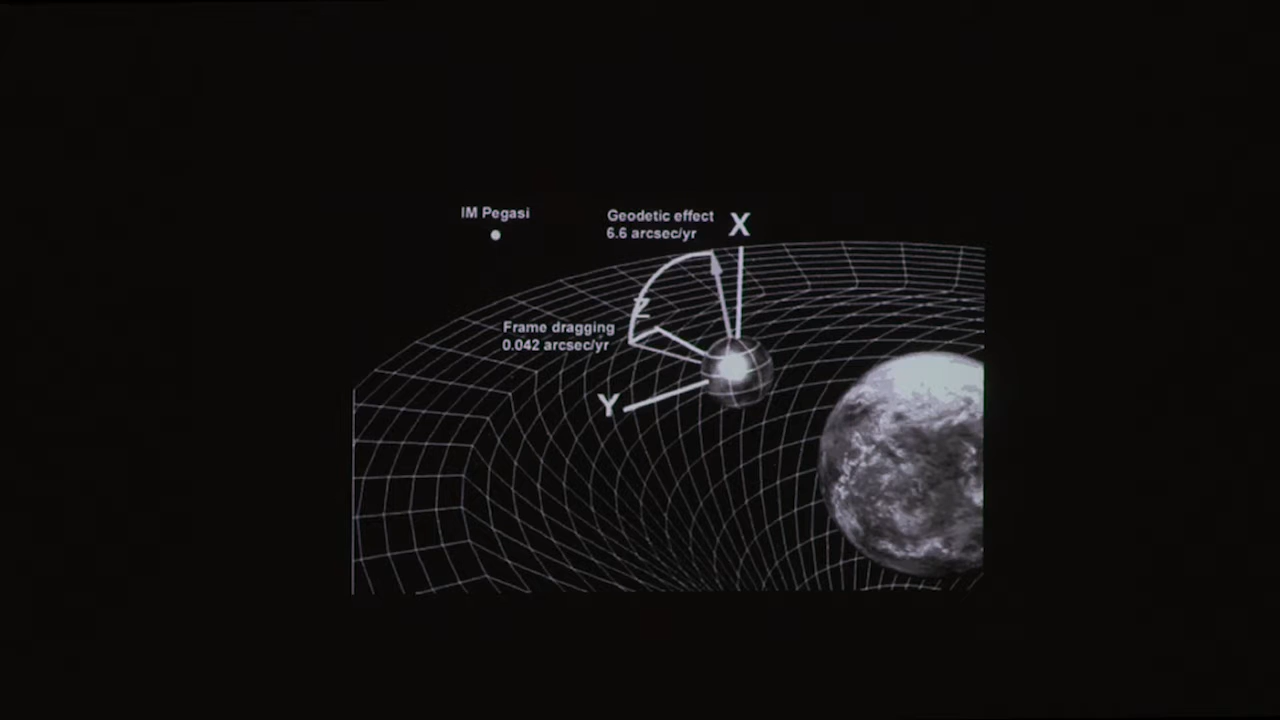 IM Pegasi
Geodetic effect
6.6 arcsec/yr
X
Z
Frame dragging
0.042 arcsec/yr
Y